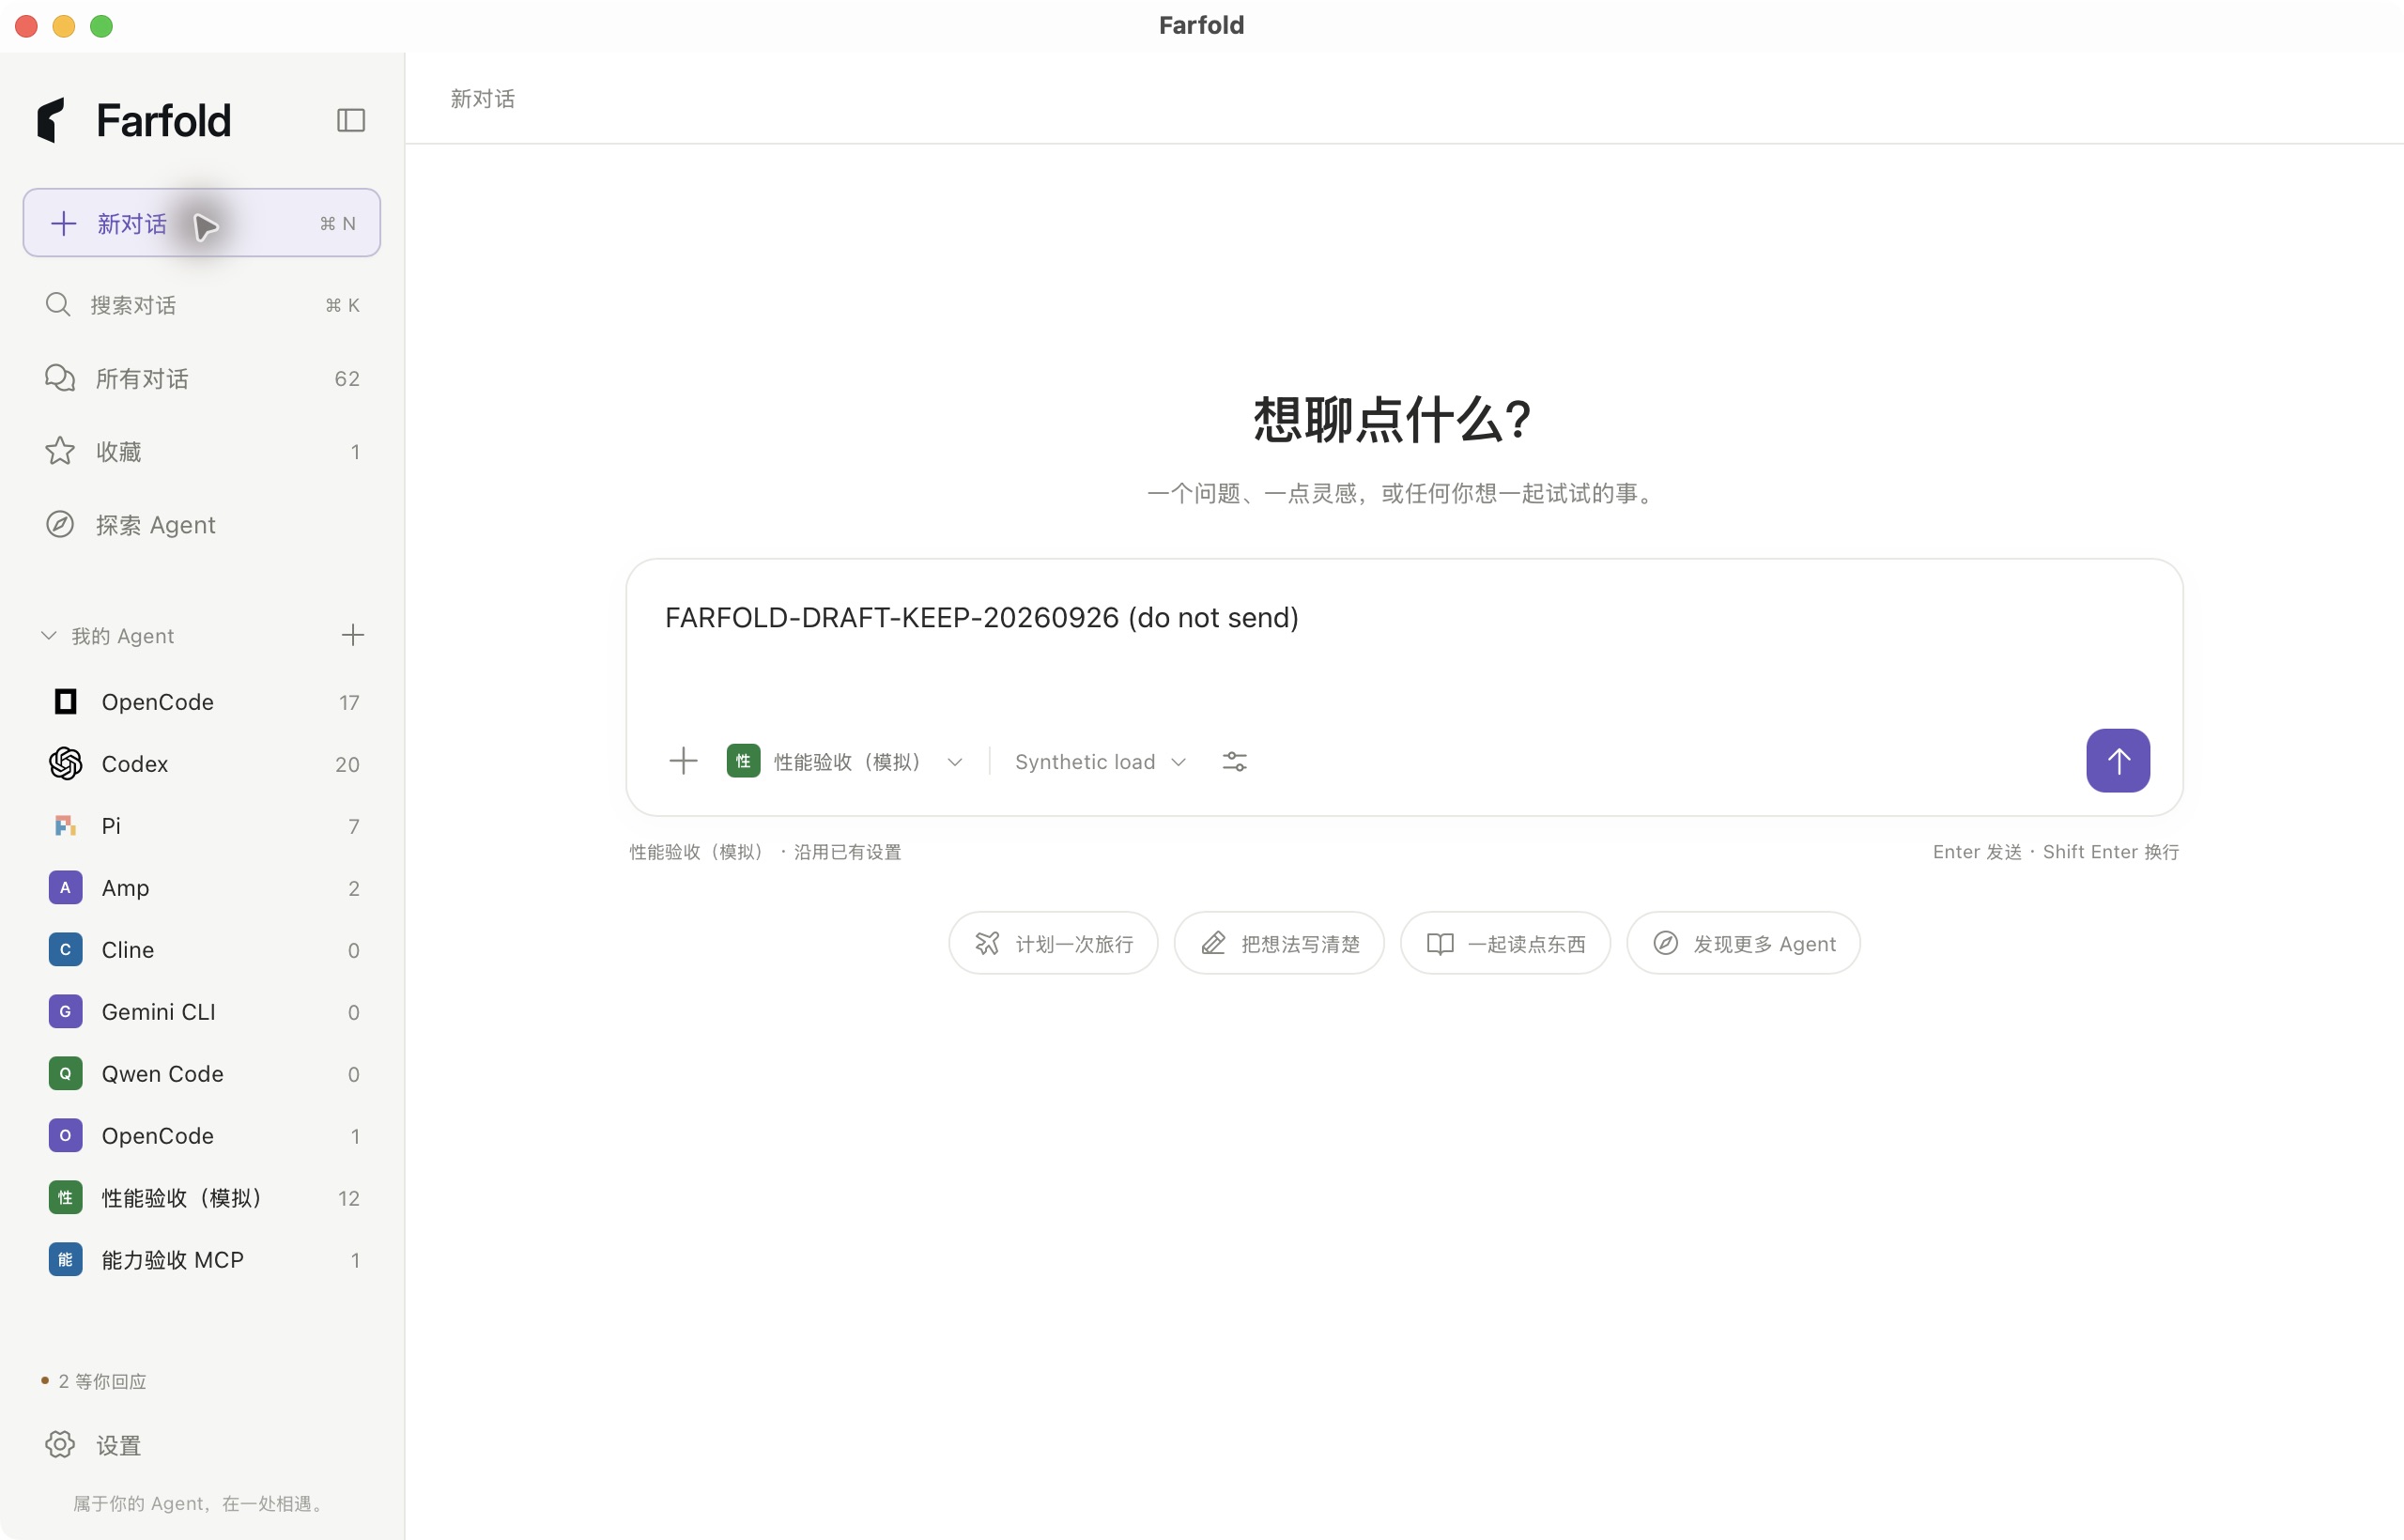 Farfold
Farfold
新对话 ⌘ N
搜索对话 ⌘ K
所有对话 62
收藏 1
探索 Agent
我的 Agent
OpenCode 17
Codex 20
Pi 7
A Amp 2
C Cline 0
G Gemini CLI 0
Q Qwen Code 0
O OpenCode 1
性 性能验收（模拟） 12
能 能力验收 MCP 1
2 等你回应
设置
属于你的 Agent，在一处相遇。
新对话
想聊点什么?
一个问题、一点灵感，或任何你想一起试试的事。
FARFOLD-DRAFT-KEEP-20260926 (do not send)
性 性能验收（模拟） Synthetic load
性能验收（模拟） · 沿用已有设置
Enter 发送 · Shift Enter 换行
计划一次旅行 把想法写清楚 一起读点东西 发现更多 Agent